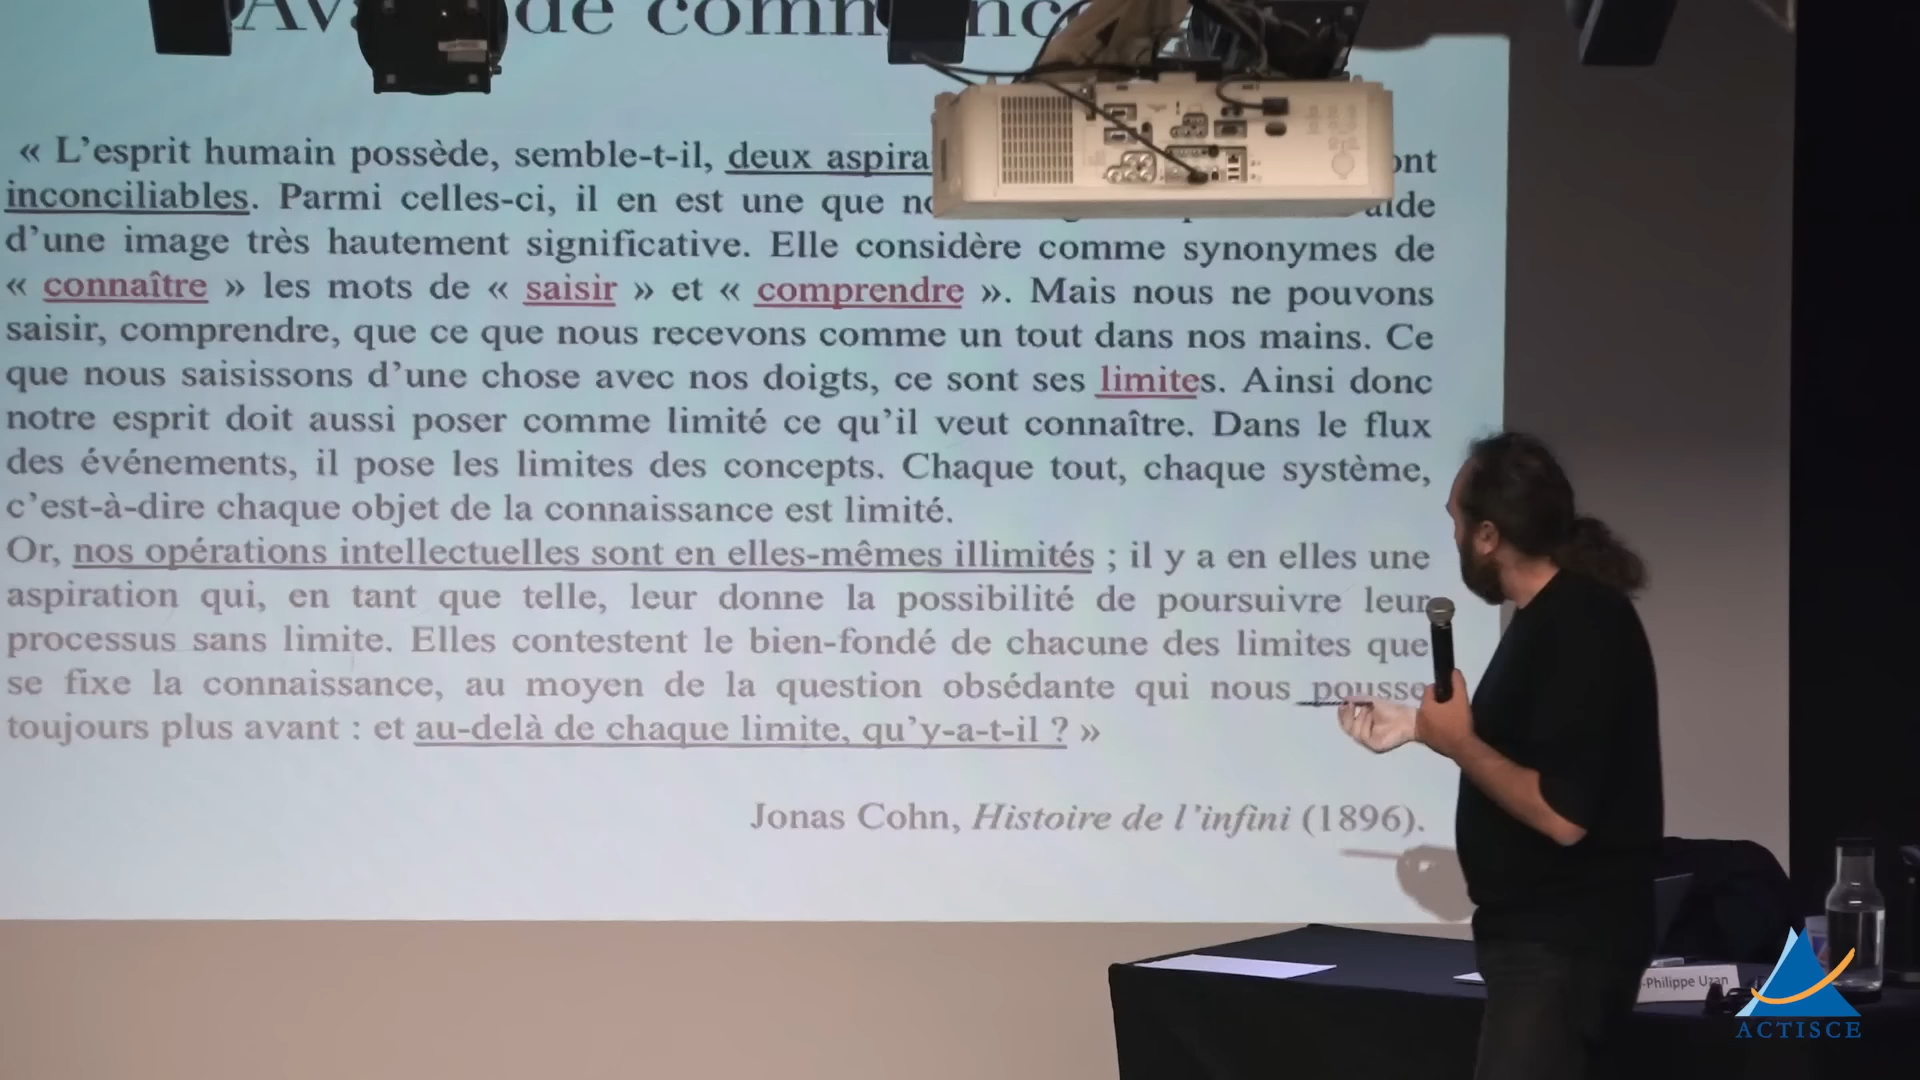 de
« L’esprit humain possède, semble-t-il, deux
inconciliables. Parmi celles-ci, il en est une que
d’une image très hautement significative. Elle considère comme synonymes de
« connaître » les mots de « saisir » et « comprendre ». Mais nous ne pouvons
saisir, comprendre, que ce que nous recevons comme un tout dans nos mains. Ce
que nous saisissons d’une chose avec nos doigts, ce sont ses limites. Ainsi donc
notre esprit doit aussi poser comme limité ce qu’il veut connaître. Dans le flux
des événements, il pose les limites des concepts. Chaque tout, chaque système,
c’est-à-dire chaque objet de la connaissance est limité.
Or, nos opérations intellectuelles sont en elles-mêmes illimités ; il y a en elles une
aspiration qui, en tant que telle, leur donne la possibilité de poursuivre leur
processus sans limite. Elles contestent le bien-fondé de chacune des limites que
se fixe la connaissance, au moyen de la question obsédante qui nous pousse
toujours plus avant : et au-delà de chaque limite, qu’y-a-t-il ? »
Jonas Cohn, Histoire de l’infini (1896).
-Philippe Uzan
ACTISCE